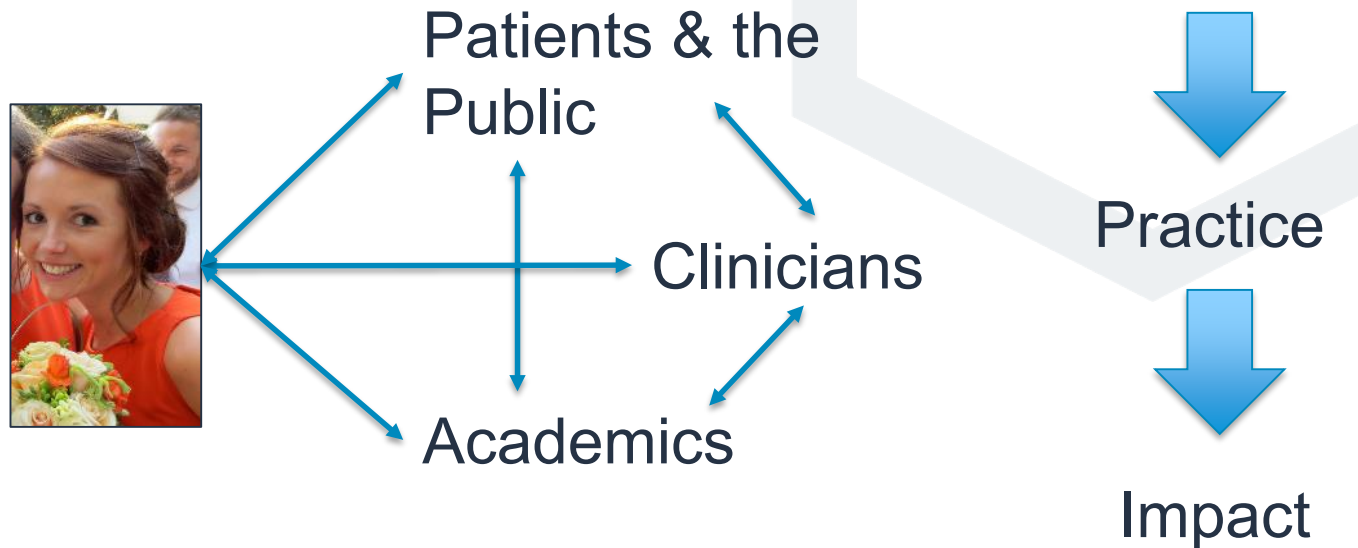 Patients & the
Public
Clinicians
Academics
Practice
Impact